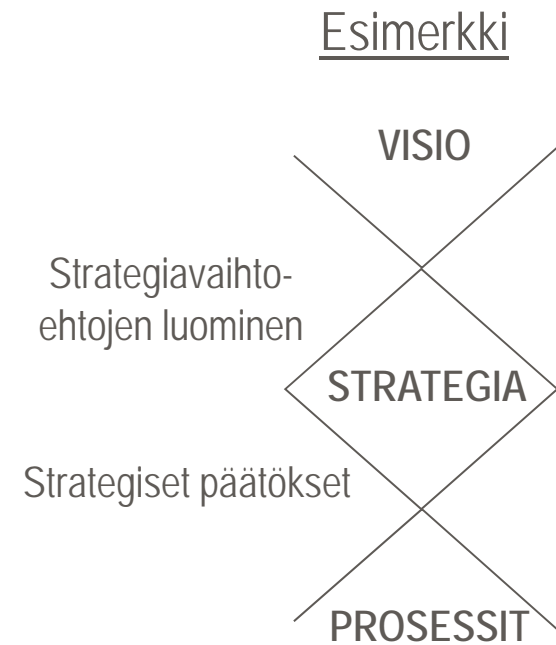 Esimerkki
VISIO
Strategiavaihto-
ehtojen luominen
STRATEGIA
Strategiset päätökset
PROSESSIT